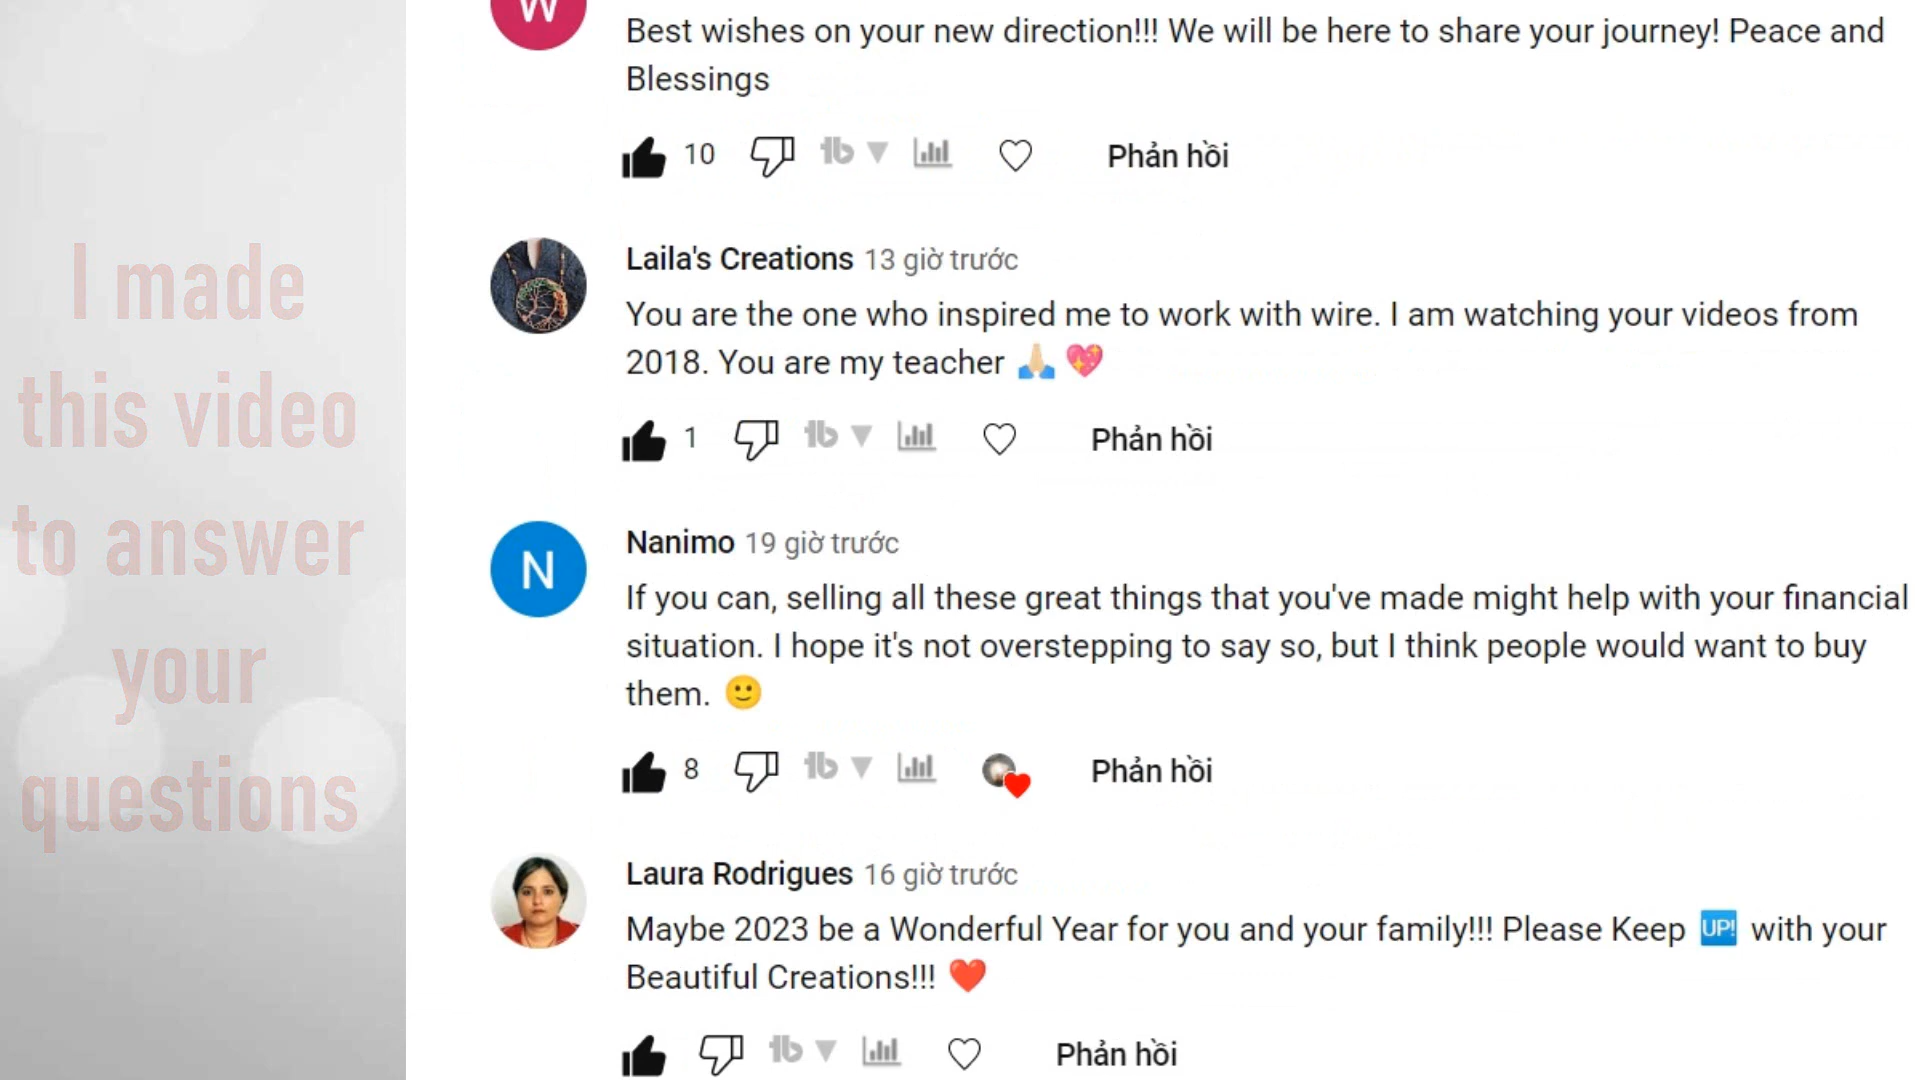 I made
this video
to answer
your
questions
W
Best wishes on your new direction!!! We will be here to share your journey! Peace and
Blessings
10 Phản hồi
Laila's Creations 13 giờ trước
You are the one who inspired me to work with wire. I am watching your videos from
2018. You are my teacher 🙏🏼 💖
1 Phản hồi
N
Nanimo 19 giờ trước
If you can, selling all these great things that you've made might help with your financial
situation. I hope it's not overstepping to say so, but I think people would want to buy
them. 🙂
8 Phản hồi
Laura Rodrigues 16 giờ trước
Maybe 2023 be a Wonderful Year for you and your family!!! Please Keep 🆙 with your
Beautiful Creations!!! ❤️
Phản hồi